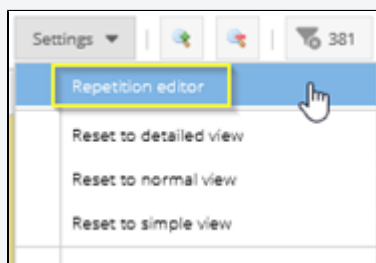 Settings
381
Repetition editor
Reset to detailed view
Reset to normal view
Reset to simple view